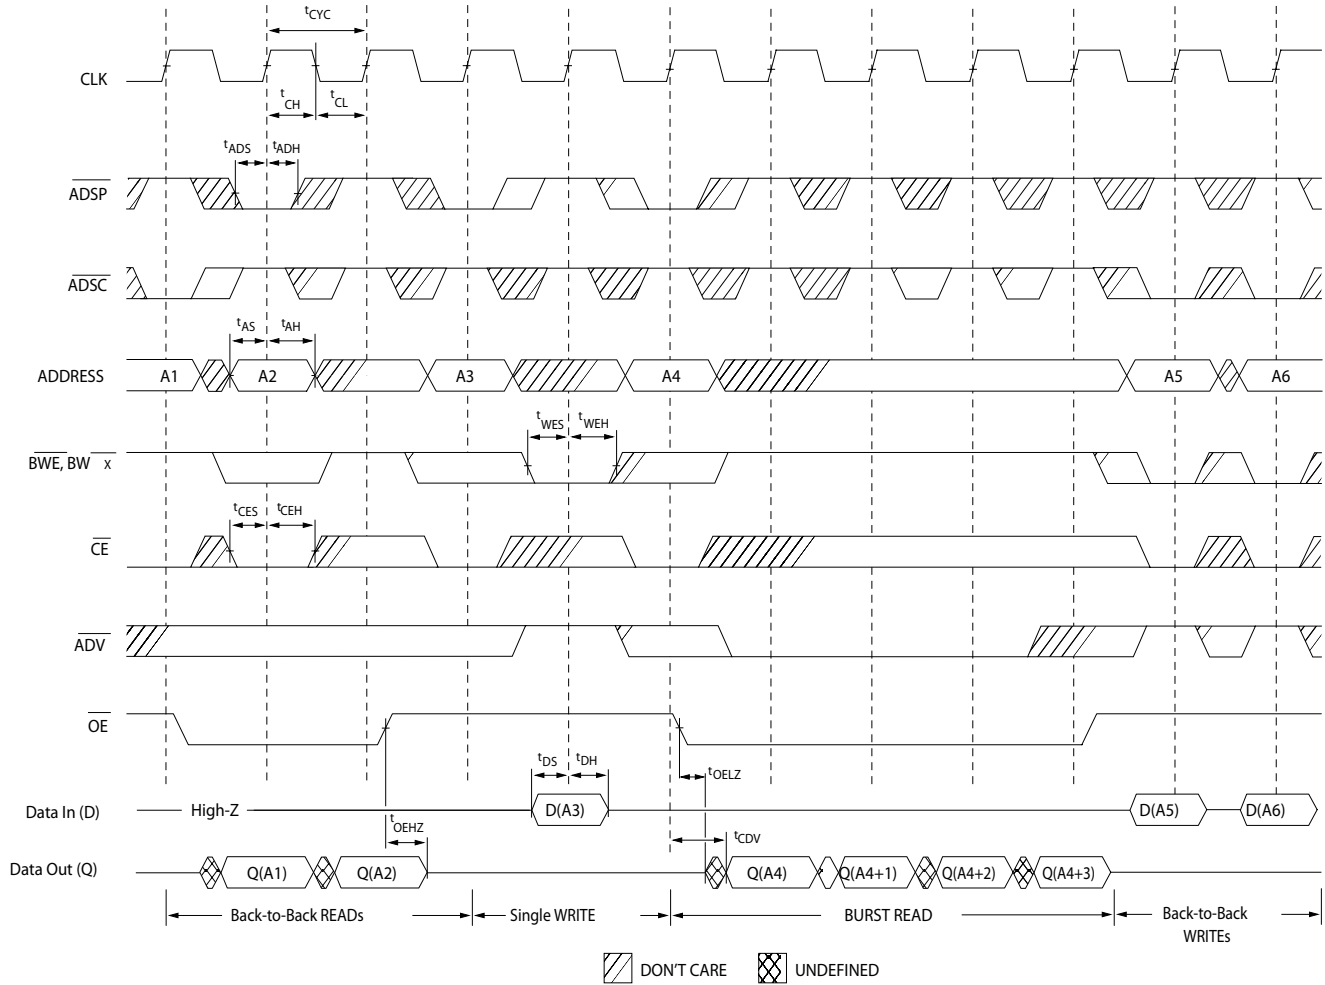 tCYC
CLK
tCH
tCL
tADS
tADH
ADSP
ADSC
tAS
tAH
ADDRESS
A1
A2
A3
A4
A5
A6
tWES
tWEH
BWE, BW X
tCES
tCEH
CE
ADV
OE
tDS
tDH
tOELZ
Data In (D)
High-Z
D(A3)
D(A5)
D(A6)
tOEHZ
tCDV
Data Out (Q)
Q(A1)
Q(A2)
Q(A4)
Q(A4+1)
Q(A4+2)
Q(A4+3)
Back-to-Back READs
Single WRITE
BURST READ
Back-to-Back
WRITEs
DON'T CARE
UNDEFINED